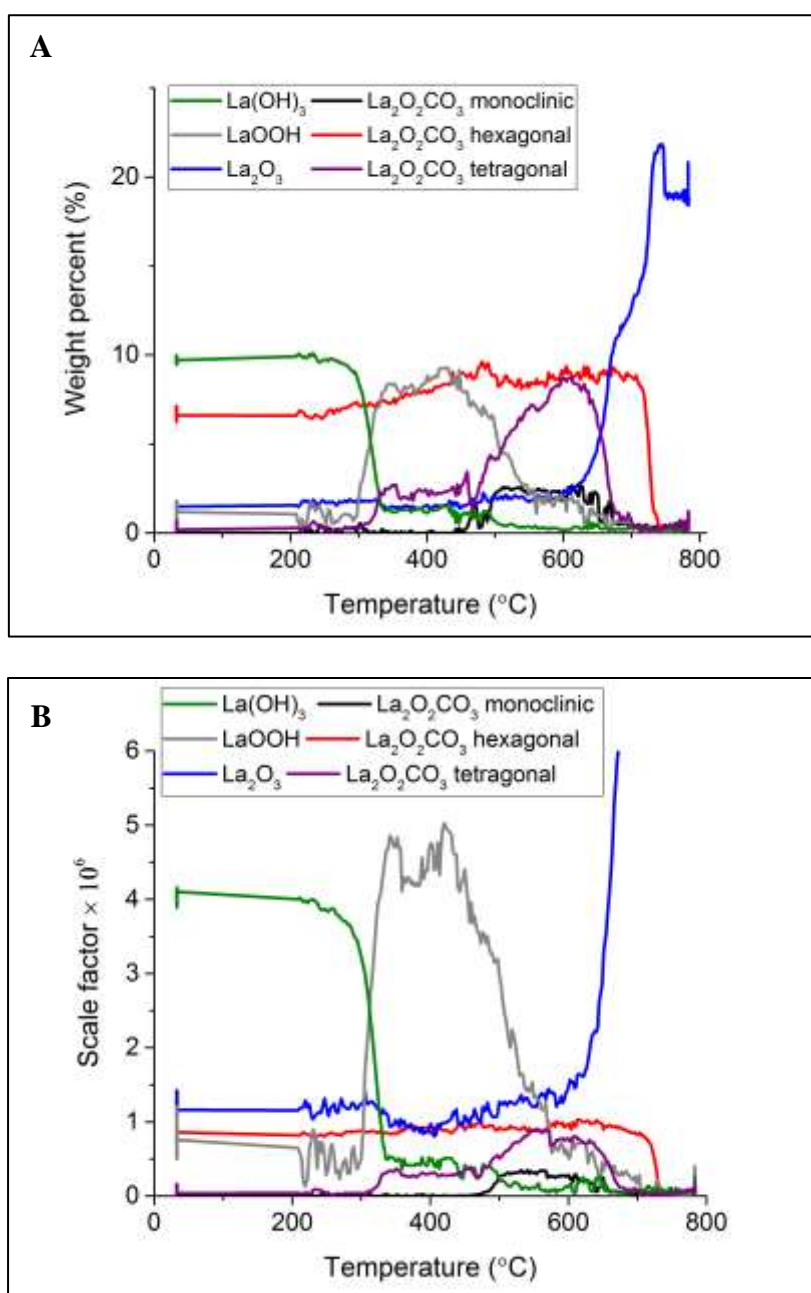 A
La(OH)₃ La₂O₂CO₃ monoclinic
LaOOH La₂O₂CO₃ hexagonal
La₂O₃ La₂O₂CO₃ tetragonal
20
10
0
Weight percent (%)
0 200 400 600 800
Temperature (°C)
B
La(OH)₃ La₂O₂CO₃ monoclinic
LaOOH La₂O₂CO₃ hexagonal
La₂O₃ La₂O₂CO₃ tetragonal
6
5
4
3
2
1
0
Scale factor × 10⁶
0 200 400 600 800
Temperature (°C)